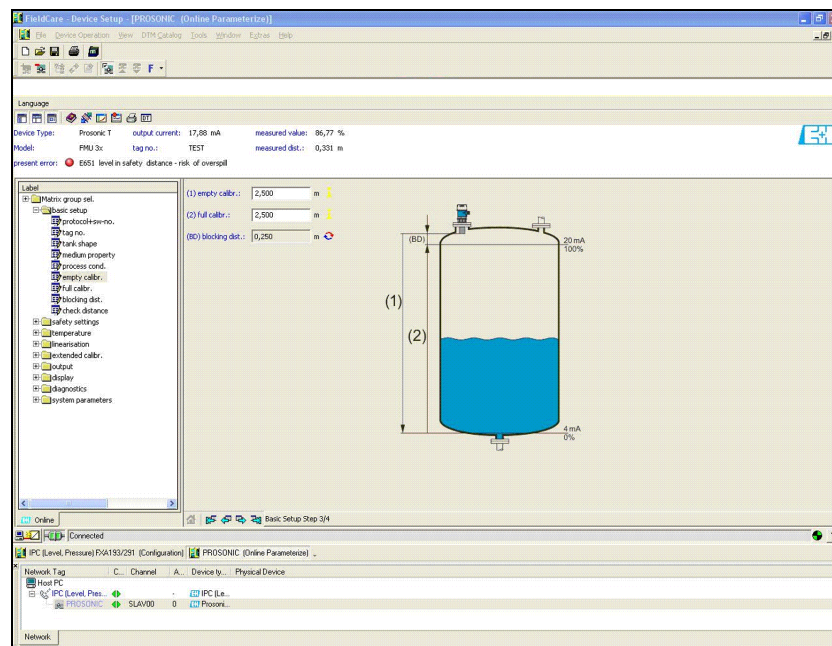 FieldCare - Device Setup - [PROSONIC (Online Parameterize)]
File Device Operation View DTM Catalog Tools Window Extras Help
F
Language
Device Type: Prosonic T output current: 17,88 mA measured value: 86,77 %
Model: FMU 3x tag no.: TEST measured dist.: 0,331 m
present error: E651 level in safety distance - risk of overspill
Label
Matrix group sel.
basic setup
protocol+sw-no.
tag no.
tank shape
medium property
process cond.
empty calibr.
full calibr.
blocking dist.
check distance
safety settings
temperature
linearisation
extended calibr.
output
display
diagnostics
system parameters
(1) empty calibr.: 2,500 m
(2) full calibr.: 2,500 m
(BD) blocking dist.: 0,250 m
(BD)
20 mA
100%
(1)
(2)
4 mA
0%
Online
Basic Setup Step 3/4
Connected
IPC (Level, Pressure) FXA193/291 (Configuration) PROSONIC (Online Parameterize)
Network Tag C... Channel A... Device ty... Physical Device
Host PC
IPC (Level, Pres... - IPC (Le...
PROSONIC SLAV00 0 Prosoni...
Network